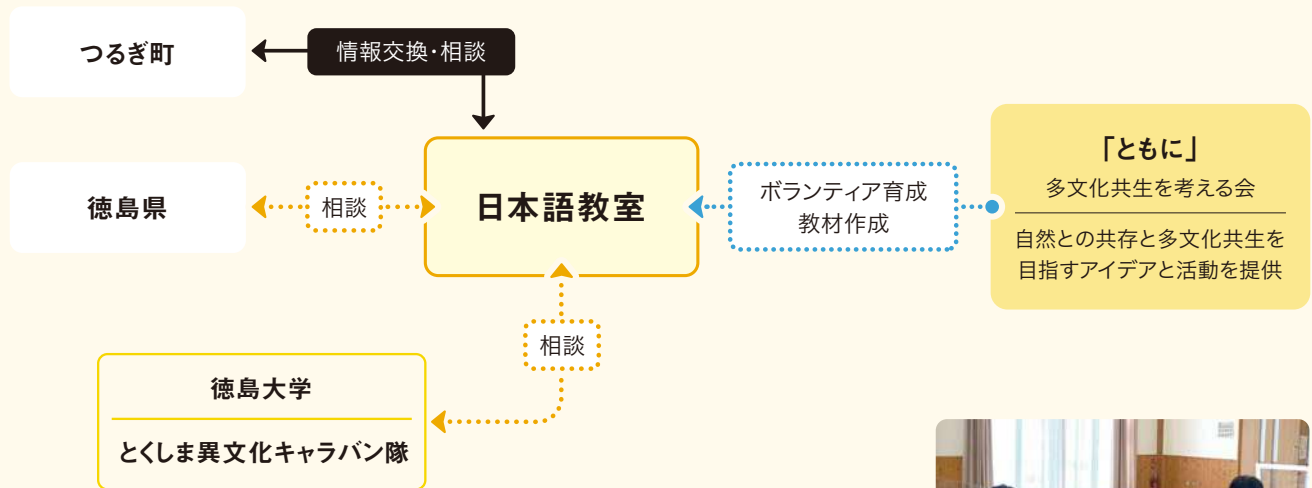 つるぎ町
情報交換・相談
徳島県
相談
日本語教室
ボランティア育成
教材作成
「ともに」
多文化共生を考える会
自然との共存と多文化共生を
目指すアイデアと活動を提供
相談
徳島大学
とくしま異文化キャラバン隊